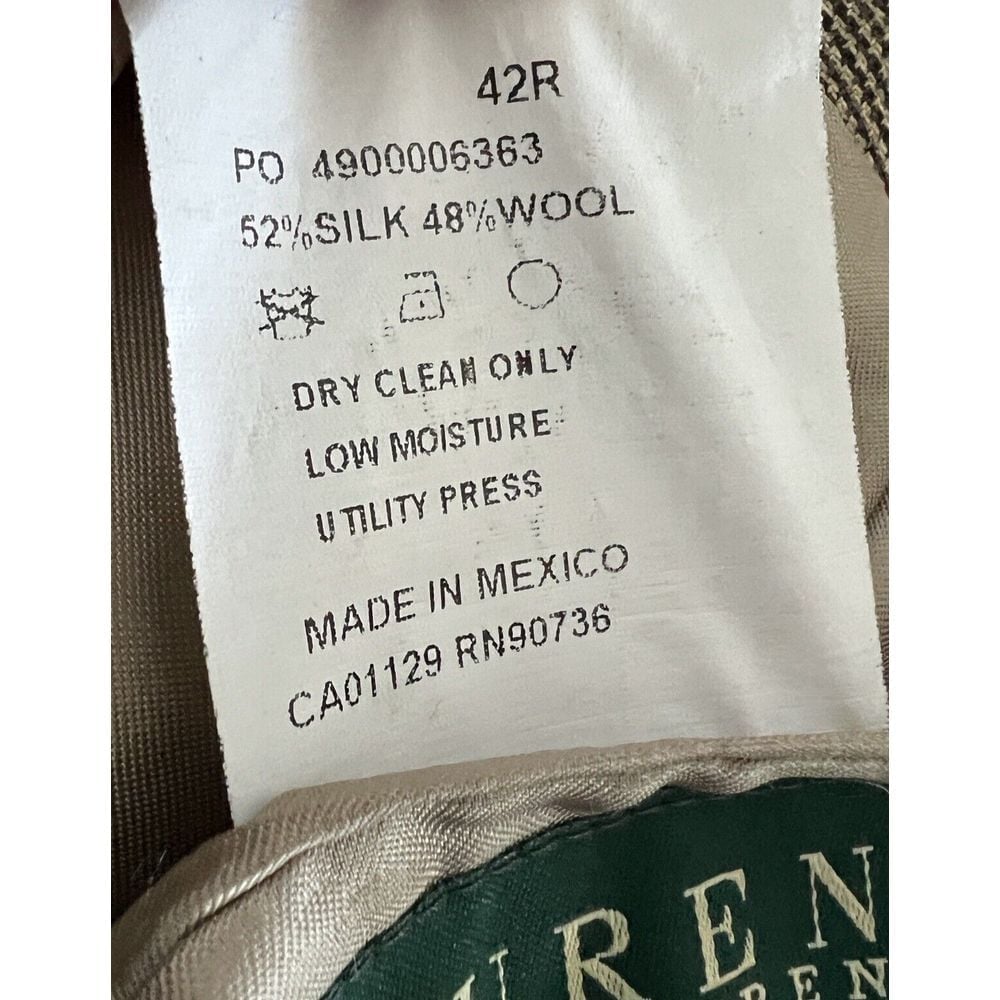 42R
PO 4900006363
52%SILK 48%WOOL
DRY CLEAN ONLY
LOW MOISTURE
UTILITY PRESS
MADE IN MEXICO
CA01129 RN90736
UREN